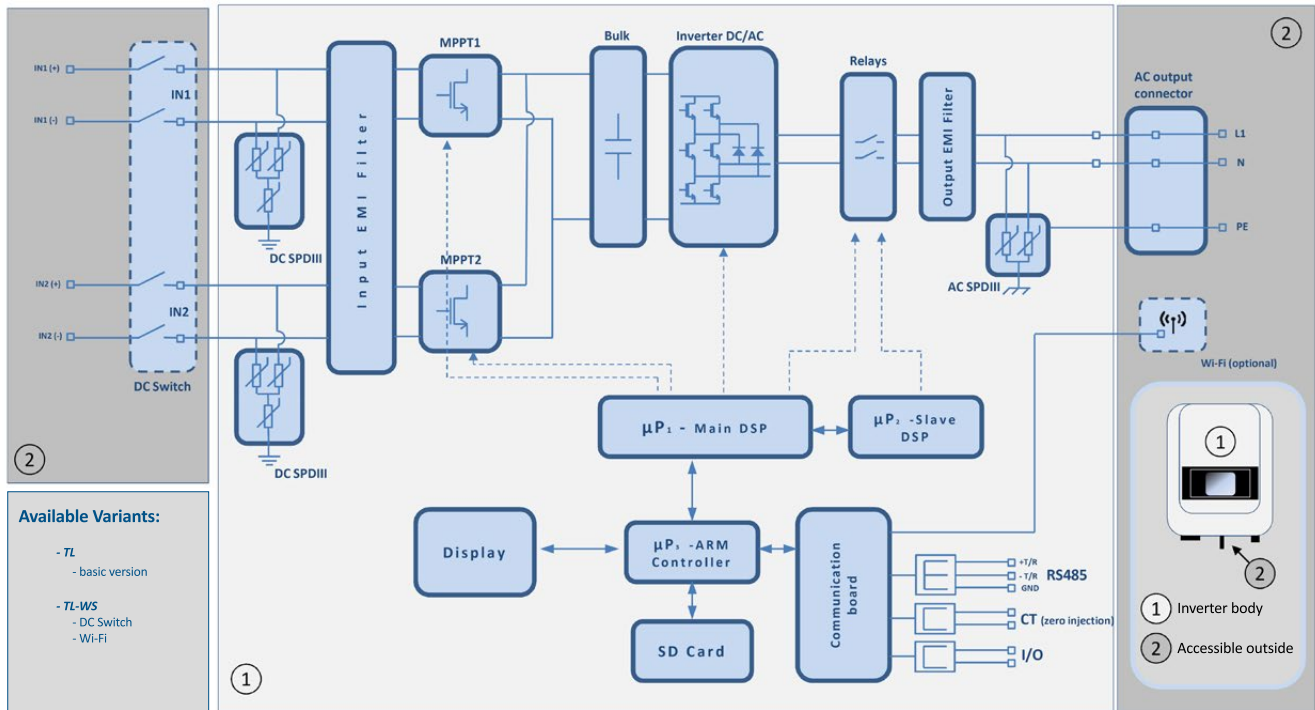 2
IN1 (+)
IN1 (-)
IN1
IN2 (+)
IN2 (-)
IN2
DC Switch
2
Available Variants:
- TL
- basic version
- TL-WS
- DC Switch
- Wi-Fi
1
DC SPDIII
DC SPDIII
Input EMI Filter
MPPT1
MPPT2
Bulk
Inverter DC/AC
Relays
Output EMI Filter
AC SPDIII
µP₁ - Main DSP
µP₂ -Slave
DSP
Display
µP₃ -ARM
Controller
SD Card
Communication
board
+T/R
- T/R
GND
RS485
CT (zero injection)
I/O
1
2
AC output
connector
L1
N
PE
Wi-Fi (optional)
1
2
1 Inverter body
2 Accessible outside